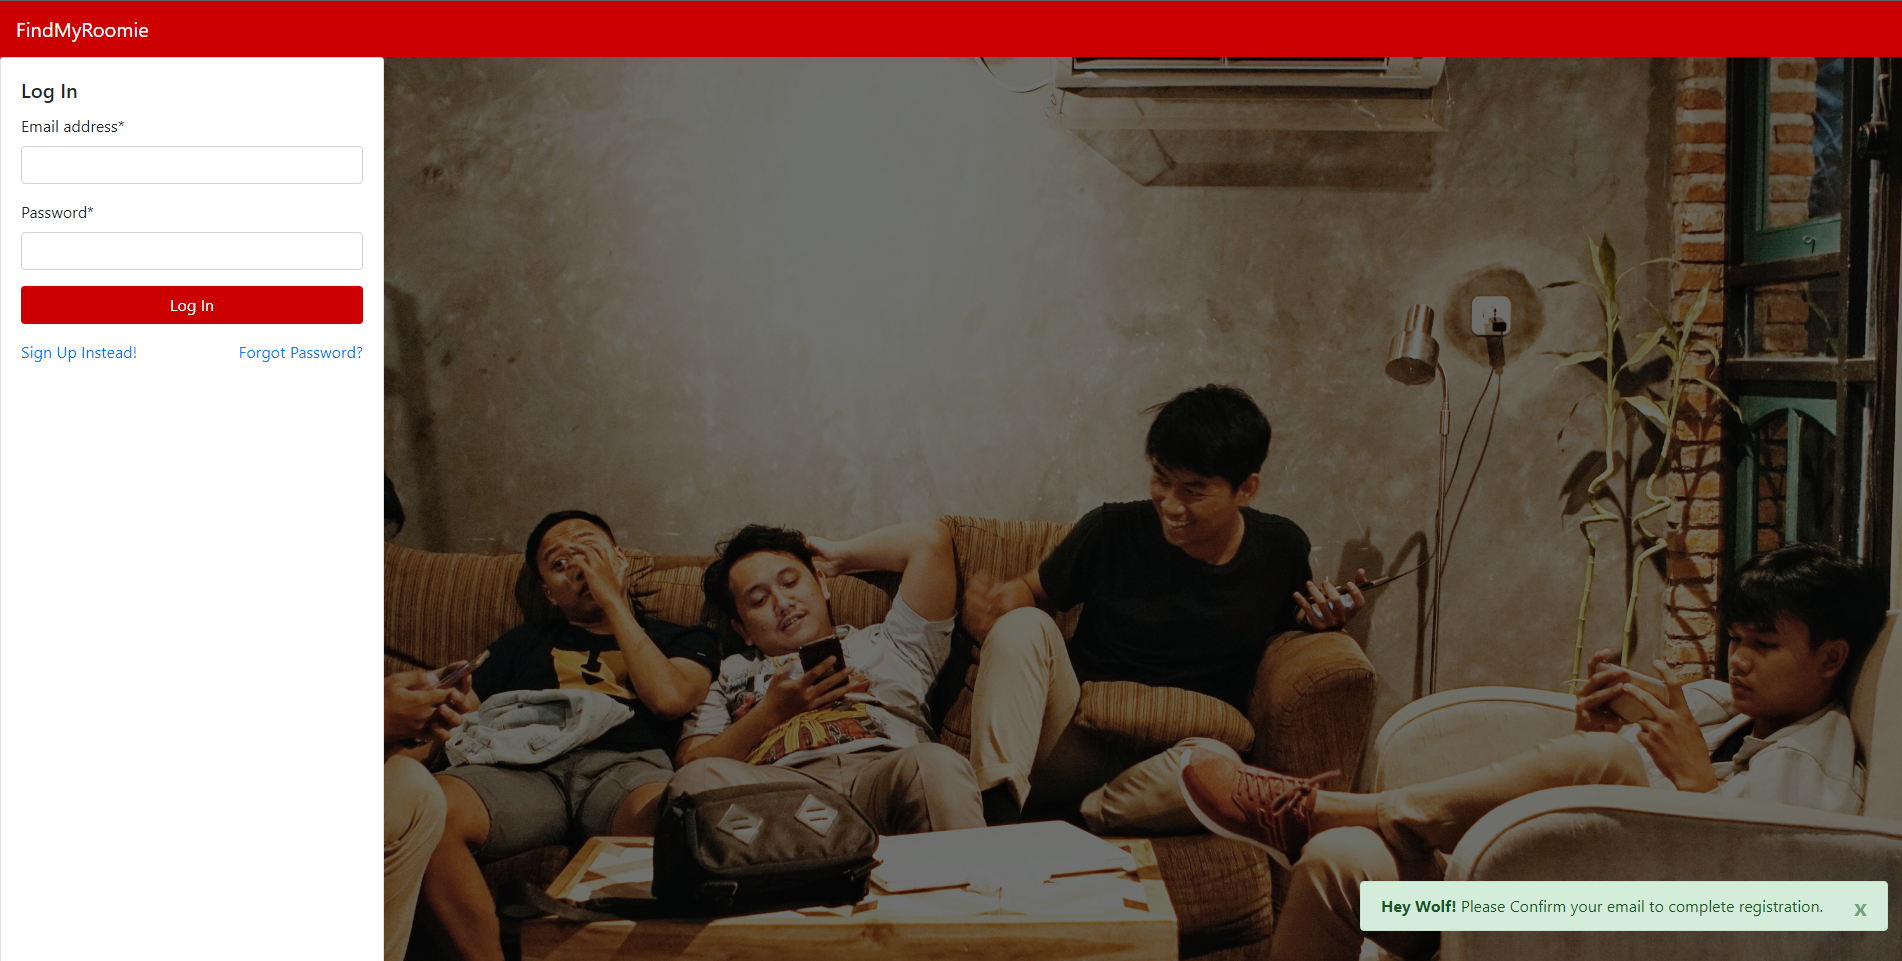 FindMyRoomie
Log In
Email address*
Password*
Log In
Sign Up Instead! Forgot Password?
Hey Wolf! Please Confirm your email to complete registration. x